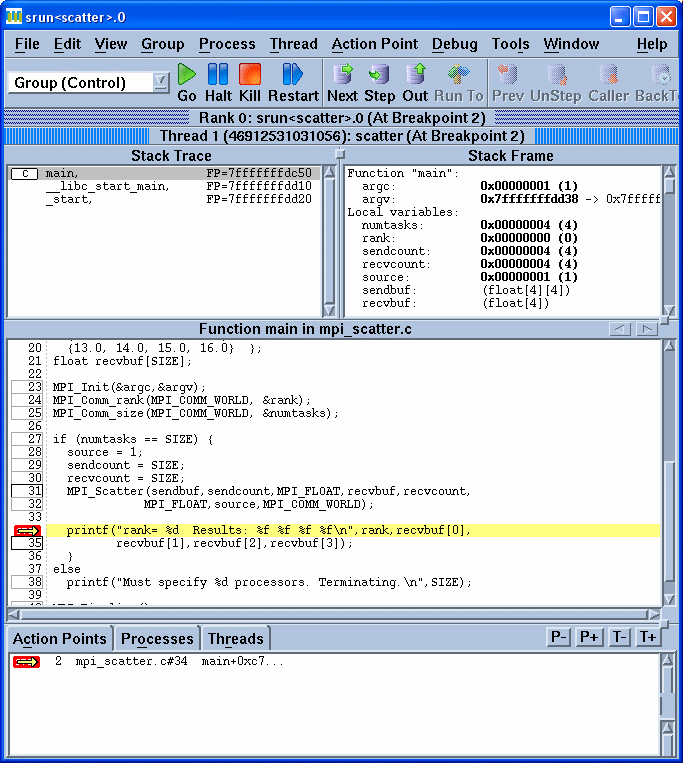 srun<scatter>.0
File Edit View Group Process Thread Action Point Debug Tools Window Help
Group (Control) Go Halt Kill Restart Next Step Out Run To Prev UnStep Caller BackT
Rank 0: srun<scatter>.0 (At Breakpoint 2)
Thread 1 (46912531031056): scatter (At Breakpoint 2)
Stack Trace
C main, FP=7fffffffdc50
__libc_start_main, FP=7fffffffdd10
_start, FP=7fffffffdd20
Stack Frame
Function "main":
argc: 0x00000001 (1)
argv: 0x7fffffffdd38 -> 0x7fffff
Local variables:
numtasks: 0x00000004 (4)
rank: 0x00000000 (0)
sendcount: 0x00000004 (4)
recvcount: 0x00000004 (4)
source: 0x00000001 (1)
sendbuf: (float[4][4])
recvbuf: (float[4])
Function main in mpi_scatter.c
20 {13.0, 14.0, 15.0, 16.0} };
21 float recvbuf[SIZE];
22
23 MPI_Init(&argc,&argv);
24 MPI_Comm_rank(MPI_COMM_WORLD, &rank);
25 MPI_Comm_size(MPI_COMM_WORLD, &numtasks);
26
27 if (numtasks == SIZE) {
28 source = 1;
29 sendcount = SIZE;
30 recvcount = SIZE;
31 MPI_Scatter(sendbuf,sendcount,MPI_FLOAT,recvbuf,recvcount,
32 MPI_FLOAT,source,MPI_COMM_WORLD);
33
printf("rank= %d Results: %f %f %f %f\n",rank,recvbuf[0],
35 recvbuf[1],recvbuf[2],recvbuf[3]);
36 }
37 else
38 printf("Must specify %d processors. Terminating.\n",SIZE);
39
Action Points Processes Threads P- P+ T- T+
2 mpi_scatter.c#34 main+0xc7...